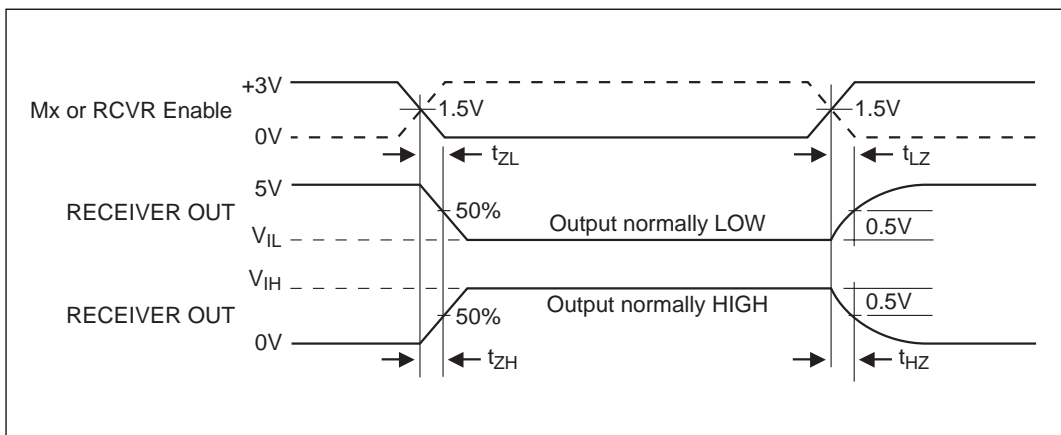 +3V
Mx or RCVR Enable
1.5V
1.5V
0V
tZL
tLZ
5V
RECEIVER OUT
50%
Output normally LOW
0.5V
VIL
VIH
RECEIVER OUT
50%
Output normally HIGH
0.5V
0V
tZH
tHZ